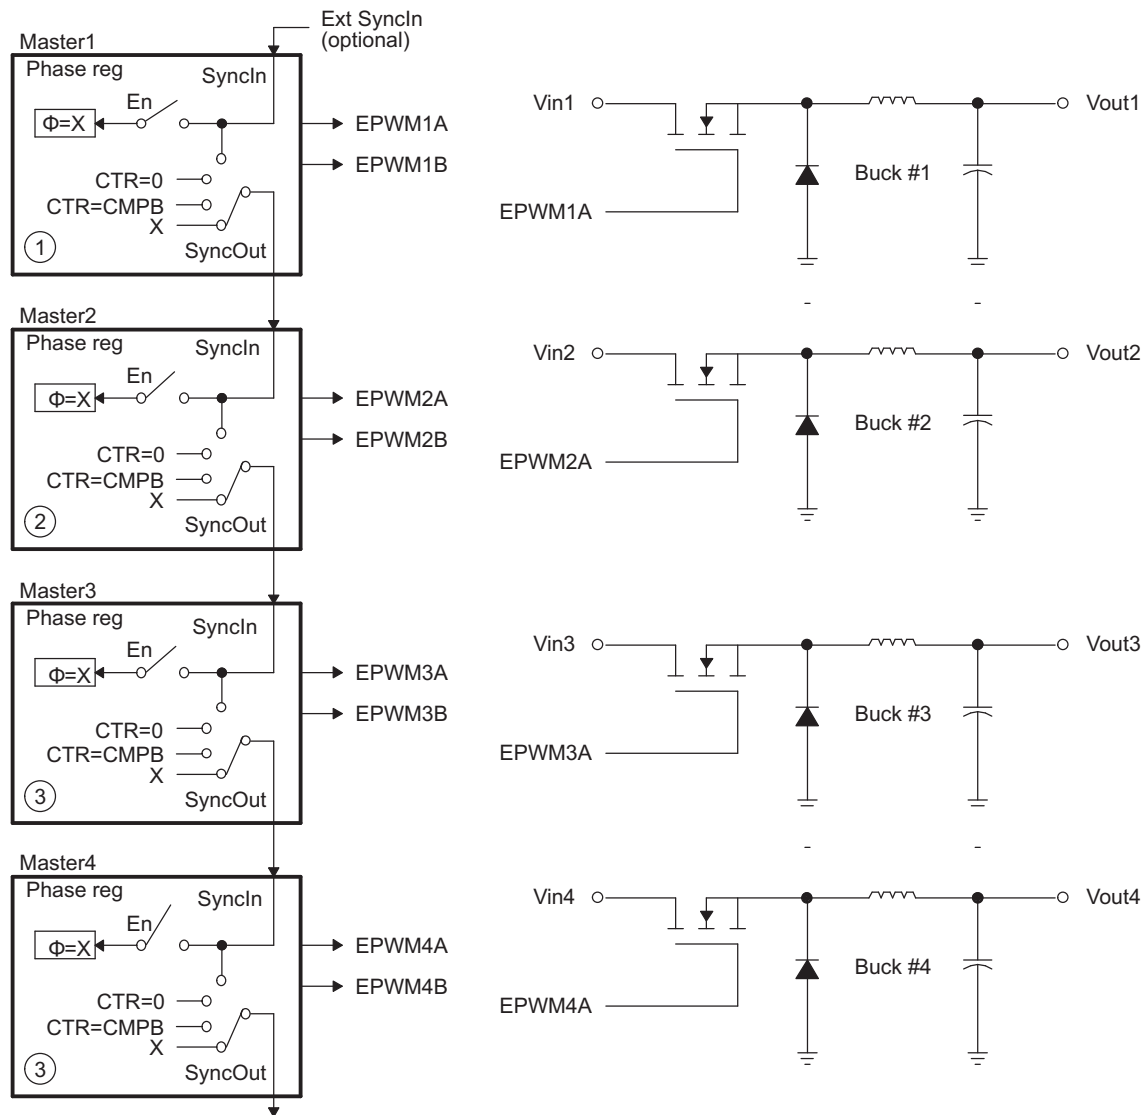 Ext SyncIn
(optional)
Master1
Phase reg
SyncIn
En
Φ=X
EPWM1A
EPWM1B
CTR=0
CTR=CMPB
X
1
SyncOut
Vin1
Vout1
Buck #1
EPWM1A
Master2
Phase reg
SyncIn
En
Φ=X
EPWM2A
EPWM2B
CTR=0
CTR=CMPB
X
2
SyncOut
Vin2
Vout2
Buck #2
EPWM2A
Master3
Phase reg
SyncIn
En
Φ=X
EPWM3A
EPWM3B
CTR=0
CTR=CMPB
X
3
SyncOut
Vin3
Vout3
Buck #3
EPWM3A
Master4
Phase reg
SyncIn
En
Φ=X
EPWM4A
EPWM4B
CTR=0
CTR=CMPB
X
3
SyncOut
Vin4
Vout4
Buck #4
EPWM4A